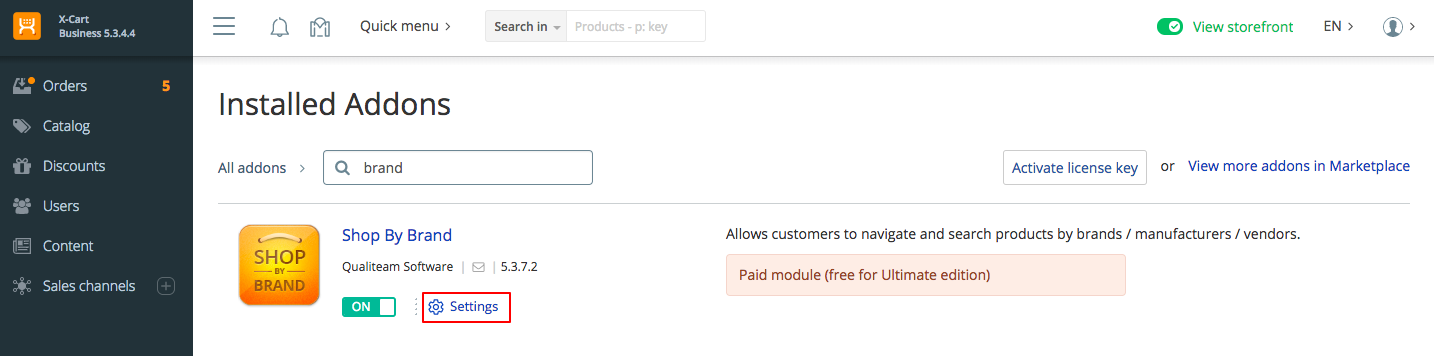 X-Cart
Business 5.3.4.4
Quick menu
Search in
Products - p: key
View storefront
EN
Orders
5
Catalog
Discounts
Users
Content
Sales channels
Installed Addons
All addons
brand
Activate license key
or
View more addons in Marketplace
SHOP
BY
BRAND
Shop By Brand
Qualiteam Software
5.3.7.2
ON
Settings
Allows customers to navigate and search products by brands / manufacturers / vendors.
Paid module (free for Ultimate edition)